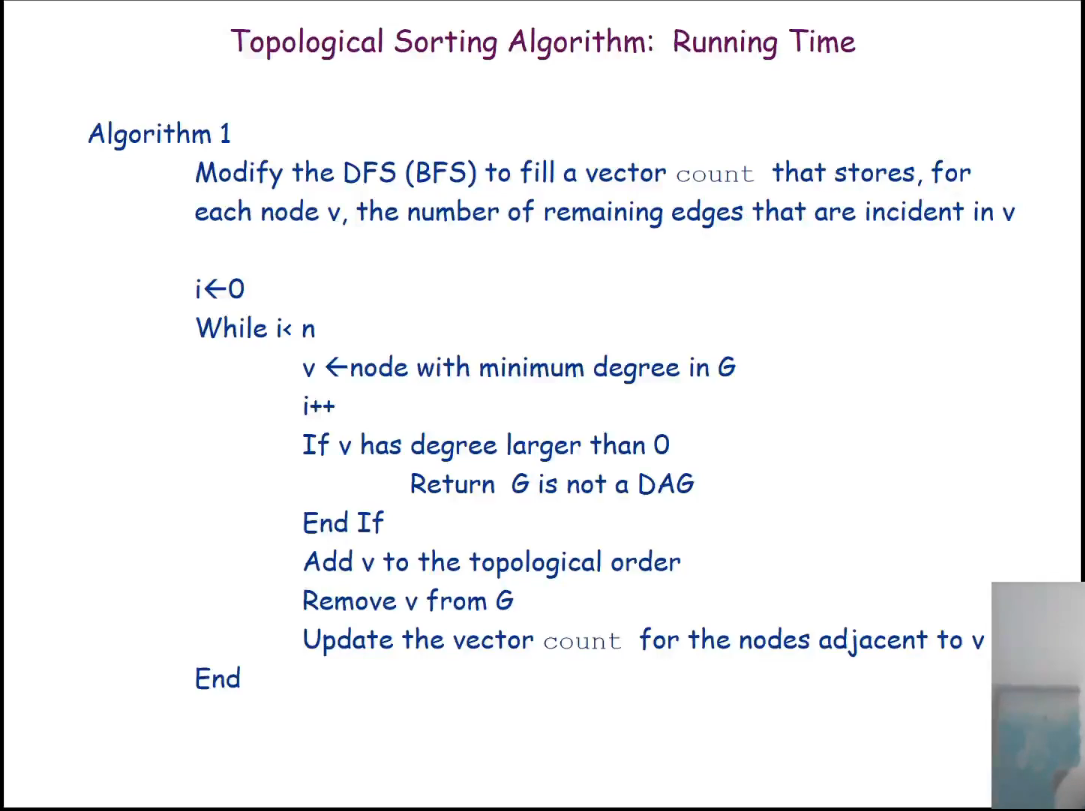 Topological Sorting Algorithm: Running Time
Algorithm 1
Modify the DFS (BFS) to fill a vector count that stores, for
each node v, the number of remaining edges that are incident in v
i←0
While i< n
v ←node with minimum degree in G
i++
If v has degree larger than 0
Return G is not a DAG
End If
Add v to the topological order
Remove v from G
Update the vector count for the nodes adjacent to v
End